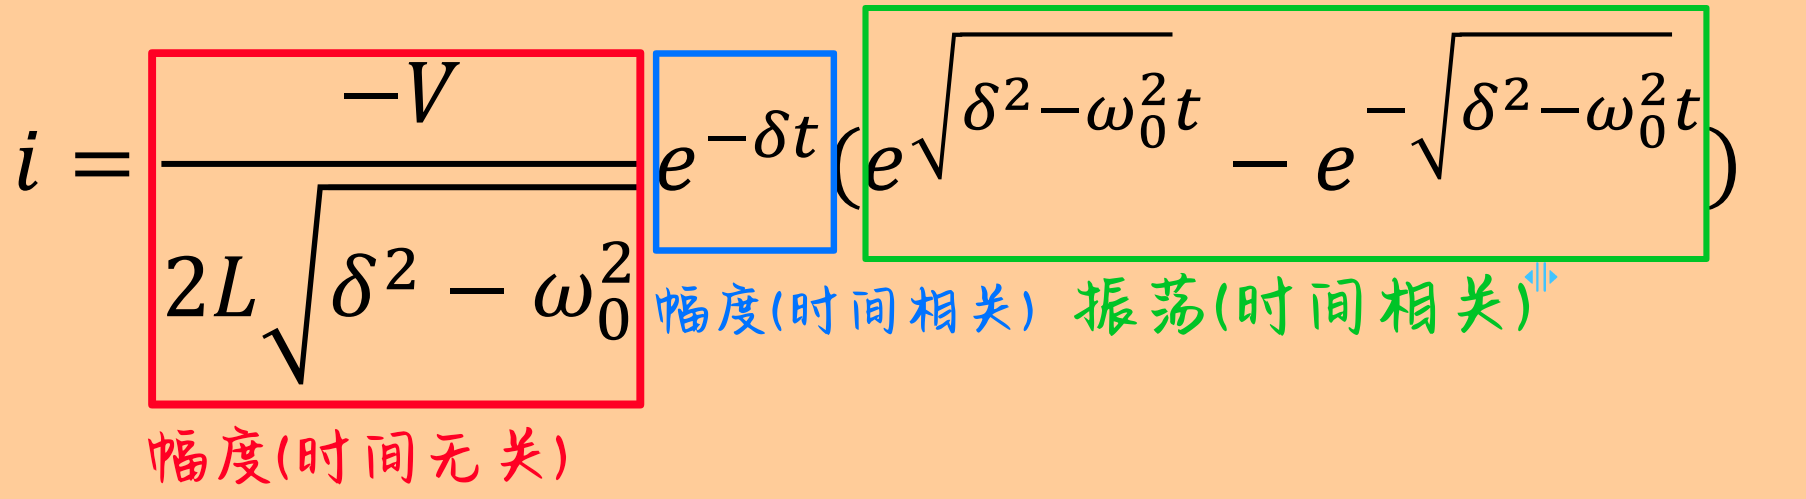 i = \frac{-V}{2L\sqrt{\delta^2 - \omega_0^2}} e^{-\delta t} (e^{\sqrt{\delta^2 - \omega_0^2} t} - e^{-\sqrt{\delta^2 - \omega_0^2} t})
幅度(时间相关) 振荡(时间相关)
幅度(时间无关)